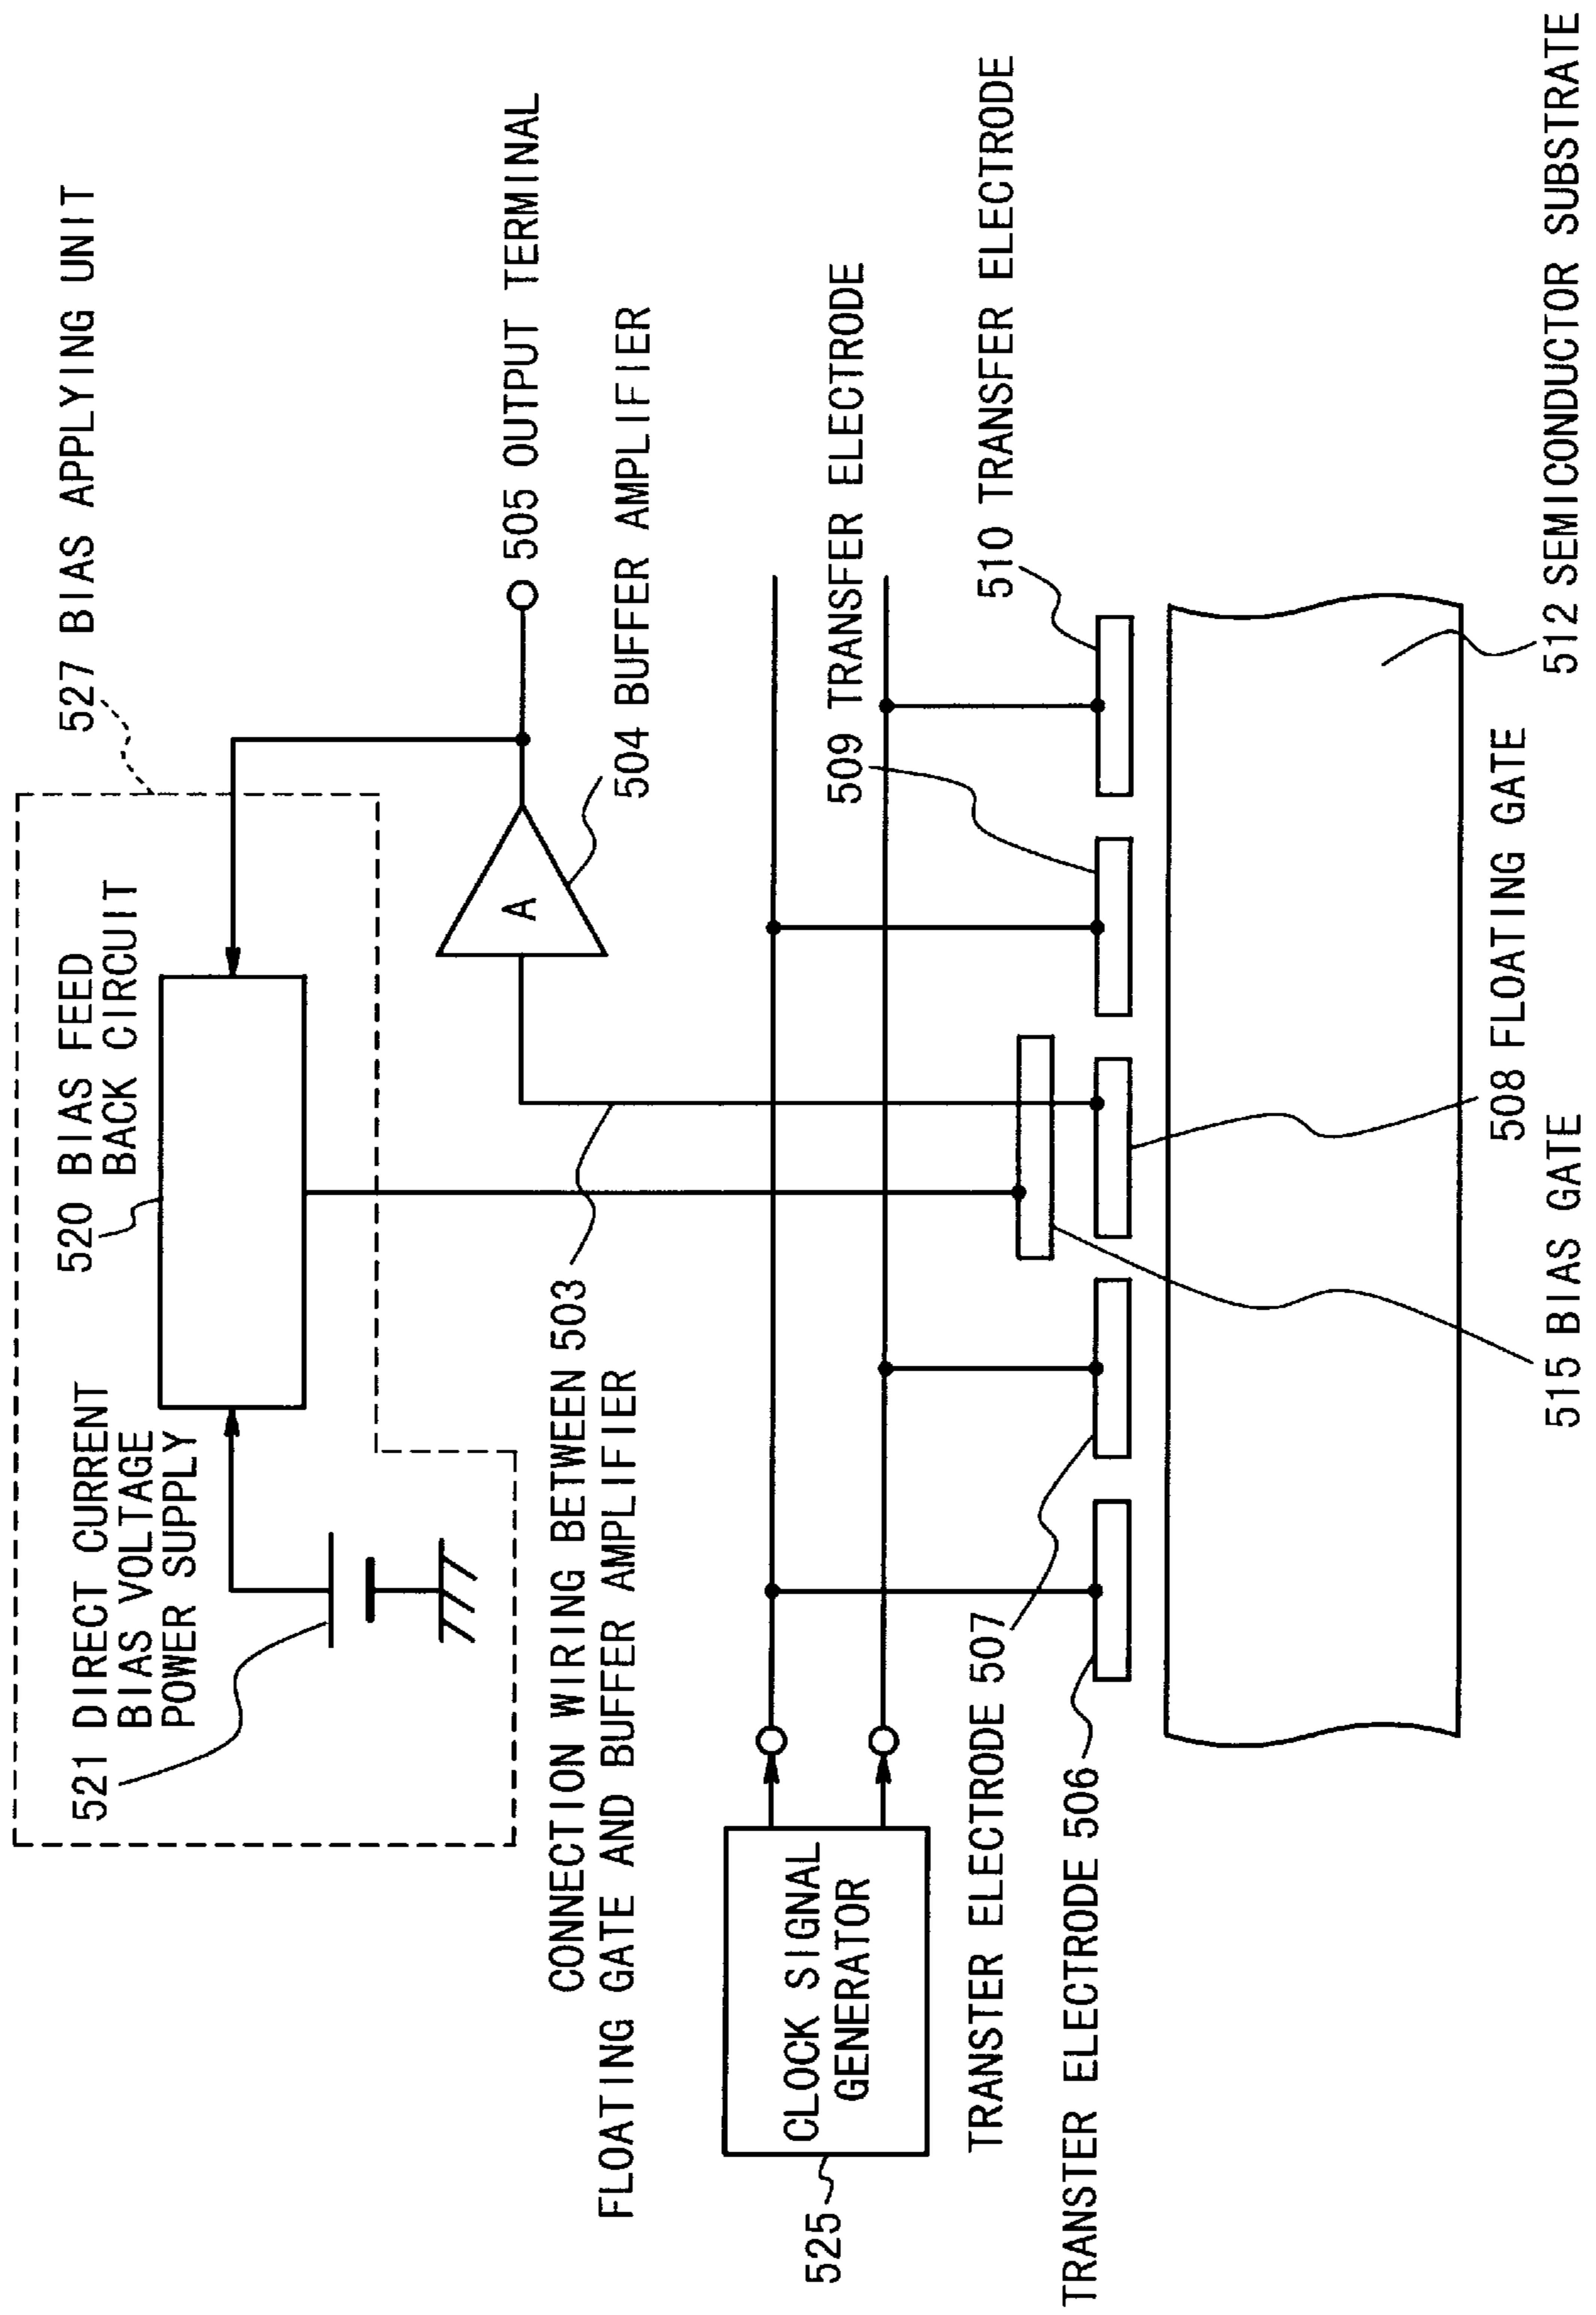 527 BIAS APPLYING UNIT
520 BIAS FEED
BACK CIRCUIT
521 DIRECT CURRENT
BIAS VOLTAGE
POWER SUPPLY
505 OUTPUT TERMINAL
A
504 BUFFER AMPLIFIER
CONNECTION WIRING BETWEEN 503
FLOATING GATE AND BUFFER AMPLIFIER
CLOCK SIGNAL
GENERATOR
525
509 TRANSFER ELECTRODE
510 TRANSFER ELECTRODE
TRANSTER ELECTRODE 507
TRANSTER ELECTRODE 506
508 FLOATING GATE
515 BIAS GATE
512 SEMICONDUCTOR SUBSTRATE